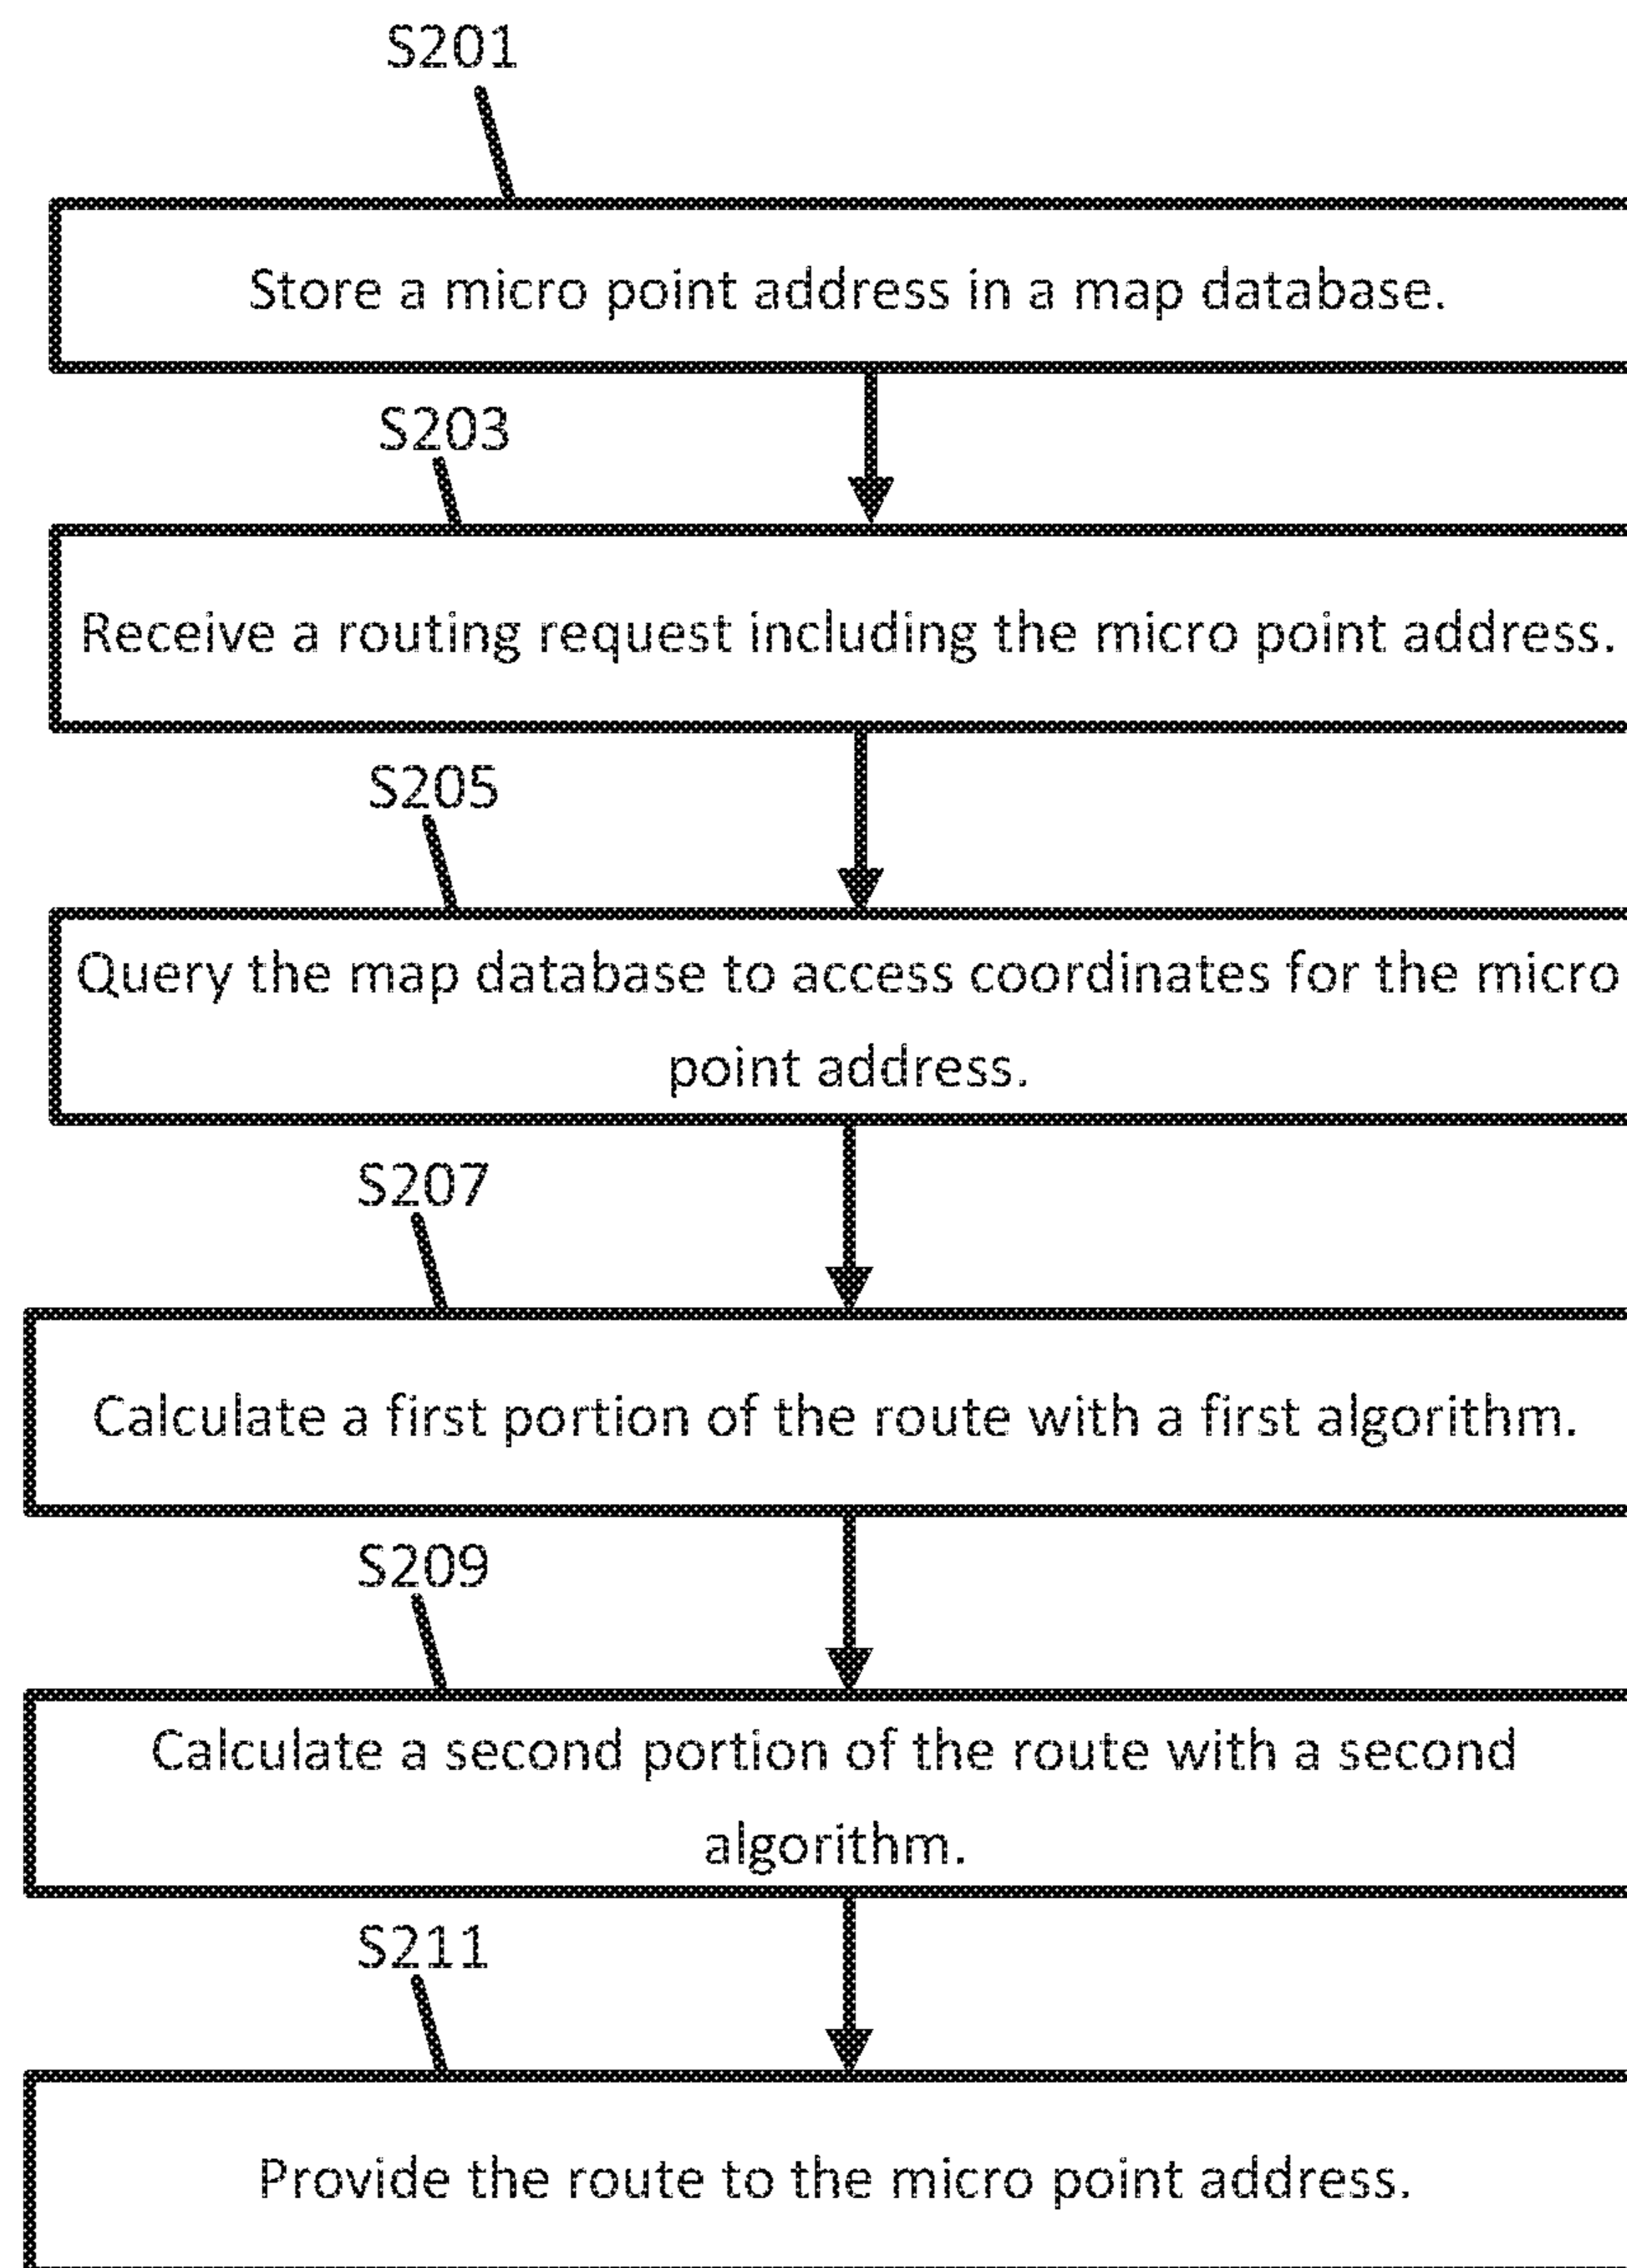 S201
Store a micro point address in a map database.
S203
Receive a routing request including the micro point address.
S205
Query the map database to access coordinates for the micro
point address.
S207
Calculate a first portion of the route with a first algorithm.
S209
Calculate a second portion of the route with a second
algorithm.
S211
Provide the route to the micro point address.